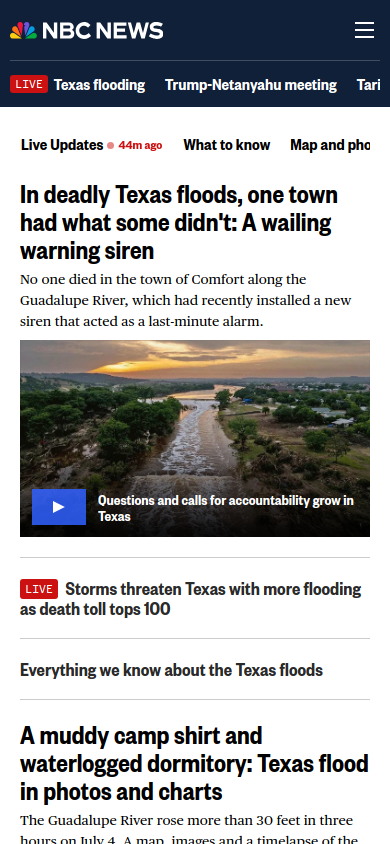 NBC NEWS
LIVE Texas flooding Trump-Netanyahu meeting Tari
Live Updates 44m ago What to know Map and pho
In deadly Texas floods, one town
had what some didn't: A wailing
warning siren
No one died in the town of Comfort along the
Guadalupe River, which had recently installed a new
siren that acted as a last-minute alarm.
Questions and calls for accountability grow in
Texas
LIVE Storms threaten Texas with more flooding
as death toll tops 100
Everything we know about the Texas floods
A muddy camp shirt and
waterlogged dormitory: Texas flood
in photos and charts
The Guadalupe River rose more than 30 feet in three
hours on July 4. A map, images and a timelapse of the